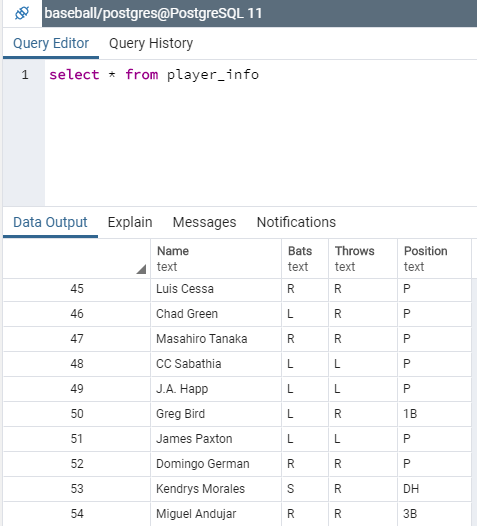 baseball/postgres@PostgreSQL 11
Query Editor Query History
1 select * from player_info
Data Output Explain Messages Notifications
Name Bats Throws Position
text text text text
45 Luis Cessa R R P
46 Chad Green L R P
47 Masahiro Tanaka R R P
48 CC Sabathia L L P
49 J.A. Happ L L P
50 Greg Bird L R 1B
51 James Paxton L L P
52 Domingo German R R P
53 Kendrys Morales S R DH
54 Miguel Andujar R R 3B